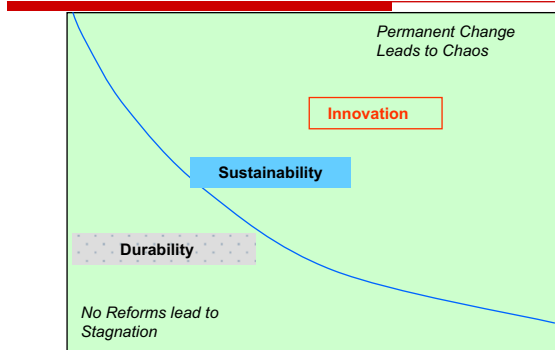 Permanent Change
Leads to Chaos
Innovation
Sustainability
Durability
No Reforms lead to
Stagnation